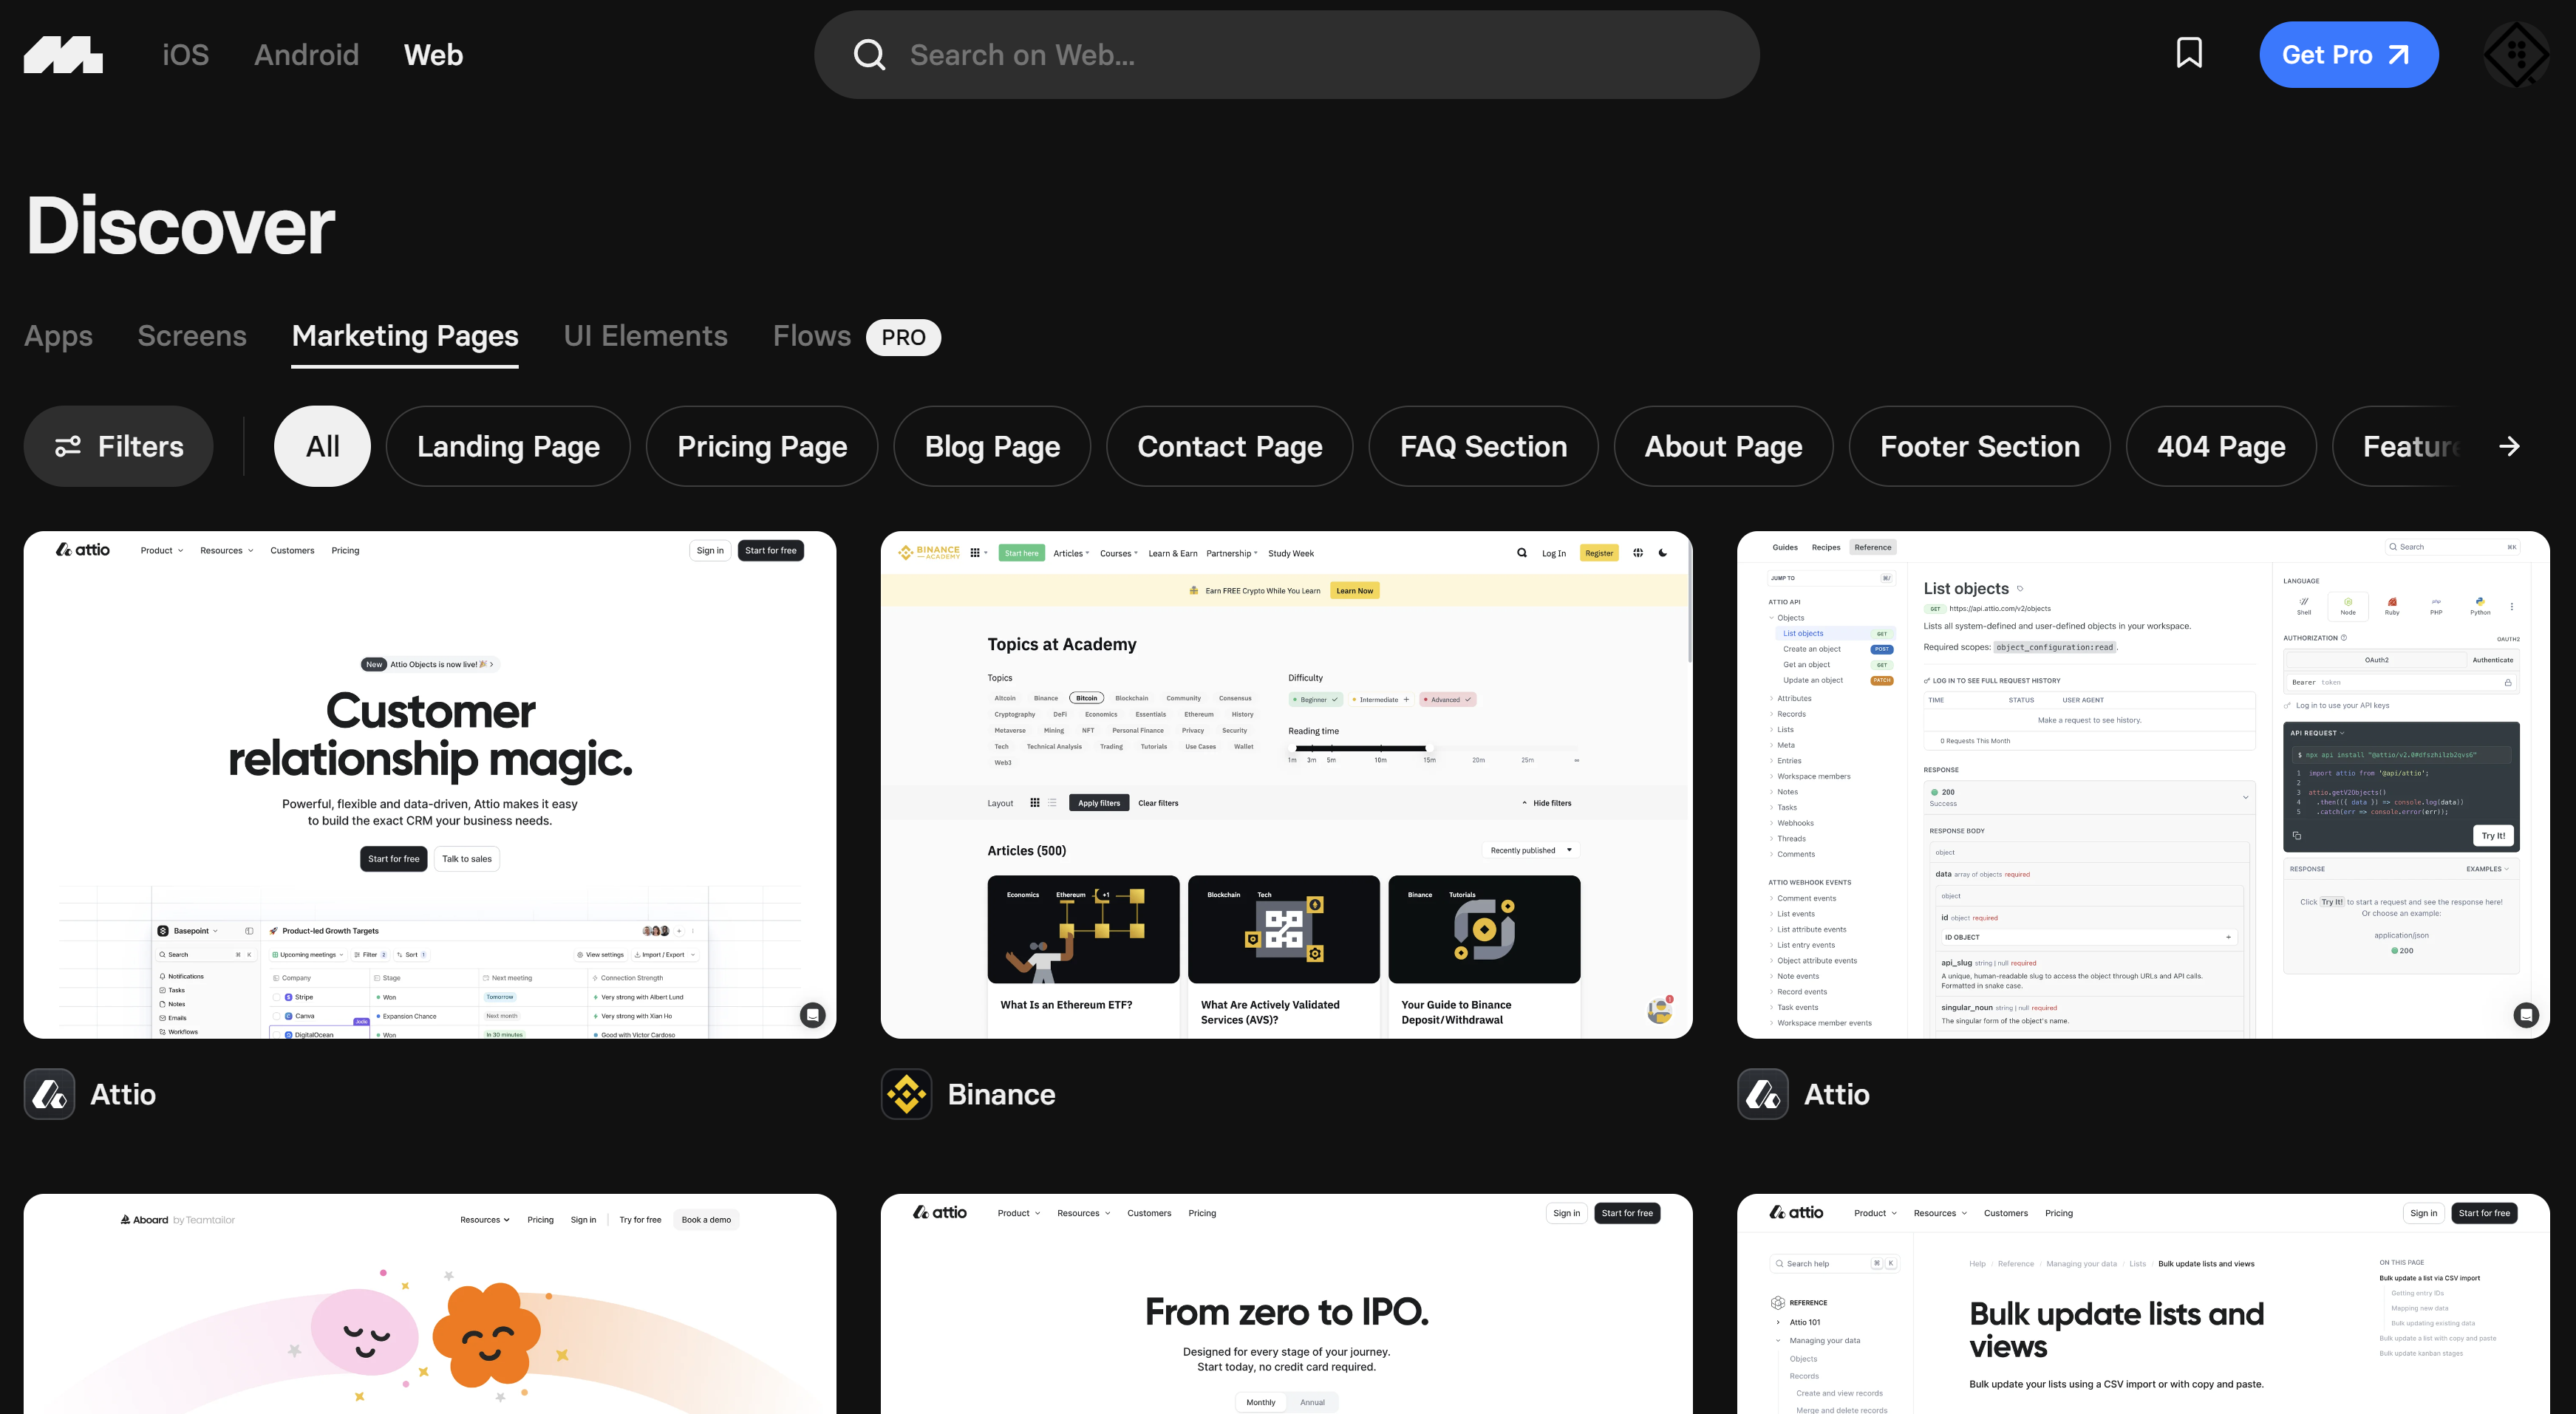 iOS Android Web
Search on Web...
Get Pro
Discover
Apps Screens Marketing Pages UI Elements Flows PRO
Filters All Landing Page Pricing Page Blog Page Contact Page FAQ Section About Page Footer Section 404 Page Feature
attio Product Resources Customers Pricing Sign in Start for free
New Attio Objects is now live! 🎉
Customer
relationship magic.
Powerful, flexible and data-driven, Attio makes it easy
to build the exact CRM your business needs.
Start for free Talk to sales
Basepoint Product-led Growth Targets
Search ⌘ K Upcoming meetings Filter 2 Sort 1 View settings Import / Export
Notifications
Tasks
Notes
Emails
Workflows
Company Stage Next meeting Connection Strength
Stripe Won Tomorrow Very strong with Albert Lund
Canva Expansion Chance Next month Very strong with Xian Ho
DigitalOcean Won In 30 minutes Good with Victor Cardoso
Attio
BINANCE
ACADEMY
Start here Articles Courses Learn & Earn Partnership Study Week Log In Register
Earn FREE Crypto While You Learn Learn Now
Topics at Academy
Topics
Altcoin Binance Bitcoin Blockchain Community Consensus
Cryptography DeFi Economics Essentials Ethereum History
Metaverse Mining NFT Personal Finance Privacy Security
Tech Technical Analysis Trading Tutorials Use Cases Wallet
Web3
Difficulty
Beginner Intermediate Advanced
Reading time
1m 3m 5m 10m 15m 20m 25m ∞
Layout Apply filters Clear filters Hide filters
Articles (500) Recently published
Economics Ethereum +1
What Is an Ethereum ETF?
Blockchain Tech
What Are Actively Validated
Services (AVS)?
Binance Tutorials
Your Guide to Binance
Deposit/Withdrawal
Binance
Guides Recipes Reference Search ⌘K
JUMP TO ⌘/
ATTIO API
Objects
List objects GET
Create an object POST
Get an object GET
Update an object PATCH
Attributes
Records
Lists
Meta
Entries
Workspace members
Notes
Tasks
Webhooks
Threads
Comments
ATTIO WEBHOOK EVENTS
Comment events
List events
List attribute events
List entry events
Object attribute events
Note events
Record events
Task events
Workspace member events
List objects
GET https://api.attio.com/v2/objects
Lists all system-defined and user-defined objects in your workspace.
Required scopes: object_configuration:read.
LOG IN TO SEE FULL REQUEST HISTORY
TIME STATUS USER AGENT
Make a request to see history.
0 Requests This Month
RESPONSE
200
Success
RESPONSE BODY
object
data array of objects required
object
id object required
ID OBJECT +
api_slug string | null required
A unique, human-readable slug to access the object through URLs and API calls.
Formatted in snake case.
singular_noun string | null required
The singular form of the object's name.
LANGUAGE
Shell Node Ruby PHP Python
AUTHORIZATION OAUTH2
OAuth2 Authenticate
Bearer token
Log in to use your API keys
API REQUEST
$ npx api install "@attio/v2.0#dfszhilzb2qvs6"
1 import attio from '@api/attio';
2
3 attio.getV2Objects()
4 .then(({ data }) => console.log(data))
5 .catch(err => console.error(err));
Try It!
RESPONSE EXAMPLES
Click Try It! to start a request and see the response here!
Or choose an example:
application/json
200
Attio
Aboard by Teamtailor Resources Pricing Sign in Try for free Book a demo
attio Product Resources Customers Pricing Sign in Start for free
From zero to IPO.
Designed for every stage of your journey.
Start today, no credit card required.
Monthly Annual
attio Product Resources Customers Pricing Sign in Start for free
Search help ⌘ K
REFERENCE
Attio 101
Managing your data
Objects
Records
Create and view records
Merge and delete records
Help / Reference / Managing your data / Lists / Bulk update lists and views
Bulk update lists and
views
Bulk update your lists using a CSV import or with copy and paste.
ON THIS PAGE
Bulk update a list via CSV import
Getting entry IDs
Mapping new data
Bulk updating existing data
Bulk update a list with copy and paste
Bulk update kanban stages